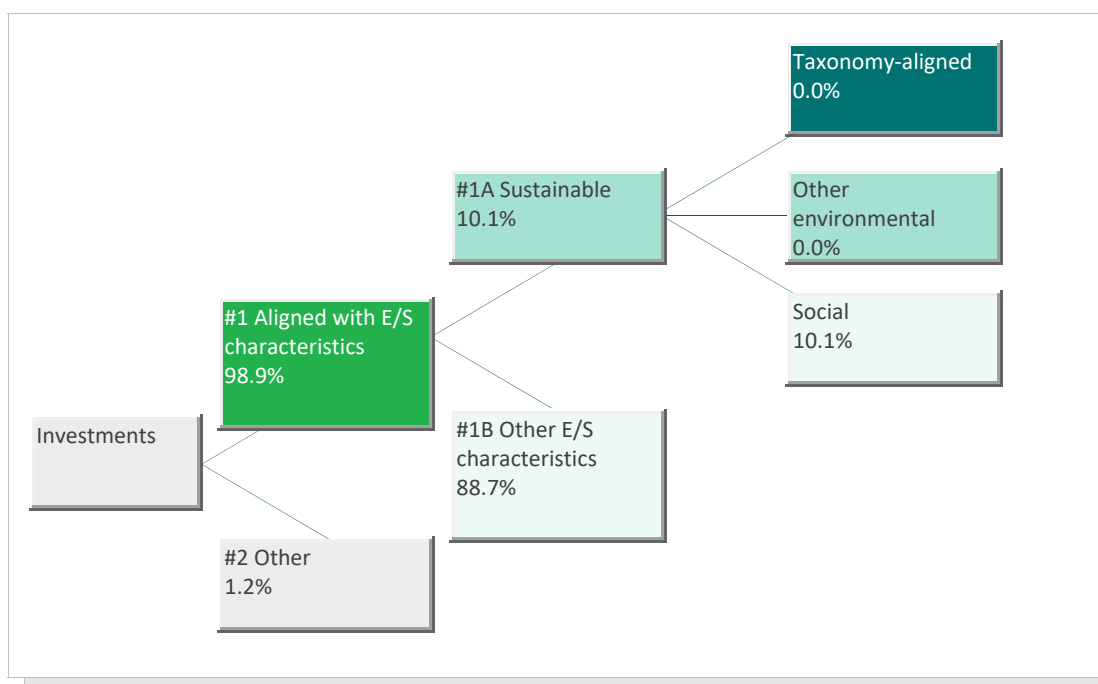 Taxonomy-aligned
0.0%
#1A Sustainable
10.1%
Other
environmental
0.0%
#1 Aligned with E/S
characteristics
98.9%
Social
10.1%
Investments
#1B Other E/S
characteristics
88.7%
#2 Other
1.2%